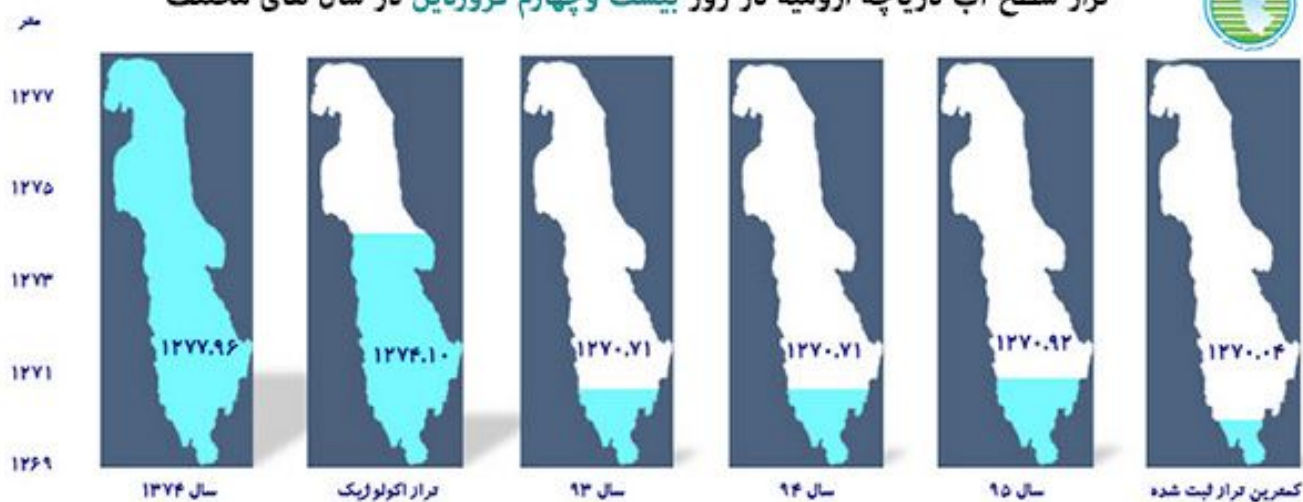 تراز سطح آب دریاچه ارومیه در روز بیست وچهارم فروردین در سال های مختلف
متر
۱۲۷۷
۱۲۷۵
۱۲۷۳
۱۲۷۱
۱۲۶۹
۱۲۷۷.۹۶
۱۲۷۴.۱۰
۱۲۷۰.۷۱
۱۲۷۰.۷۱
۱۲۷۰.۹۲
۱۲۷۰.۰۴
سال ۱۳۷۴
تراز اکولوژیک
سال ۹۳
سال ۹۴
سال ۹۵
کمترین تراز ثبت شده